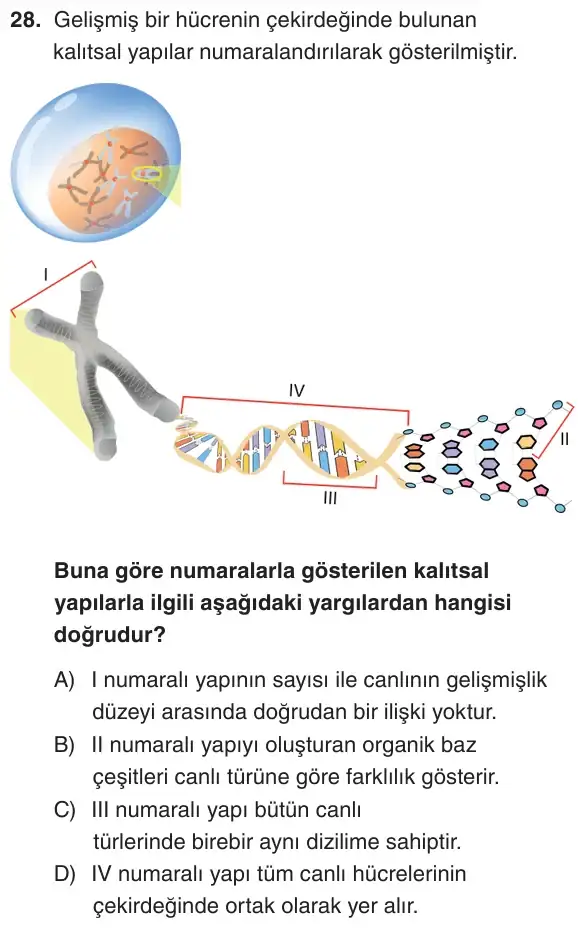 28. Gelişmiş bir hücrenin çekirdeğinde bulunan
kalıtsal yapılar numaralandırılarak gösterilmiştir.
I
IV
II
III
Buna göre numaralarla gösterilen kalıtsal
yapılarla ilgili aşağıdaki yargılardan hangisi
doğrudur?
A) I numaralı yapının sayısı ile canlının gelişmişlik
düzeyi arasında doğrudan bir ilişki yoktur.
B) II numaralı yapıyı oluşturan organik baz
çeşitleri canlı türüne göre farklılık gösterir.
C) III numaralı yapı bütün canlı
türlerinde birebir aynı dizilime sahiptir.
D) IV numaralı yapı tüm canlı hücrelerinin
çekirdeğinde ortak olarak yer alır.